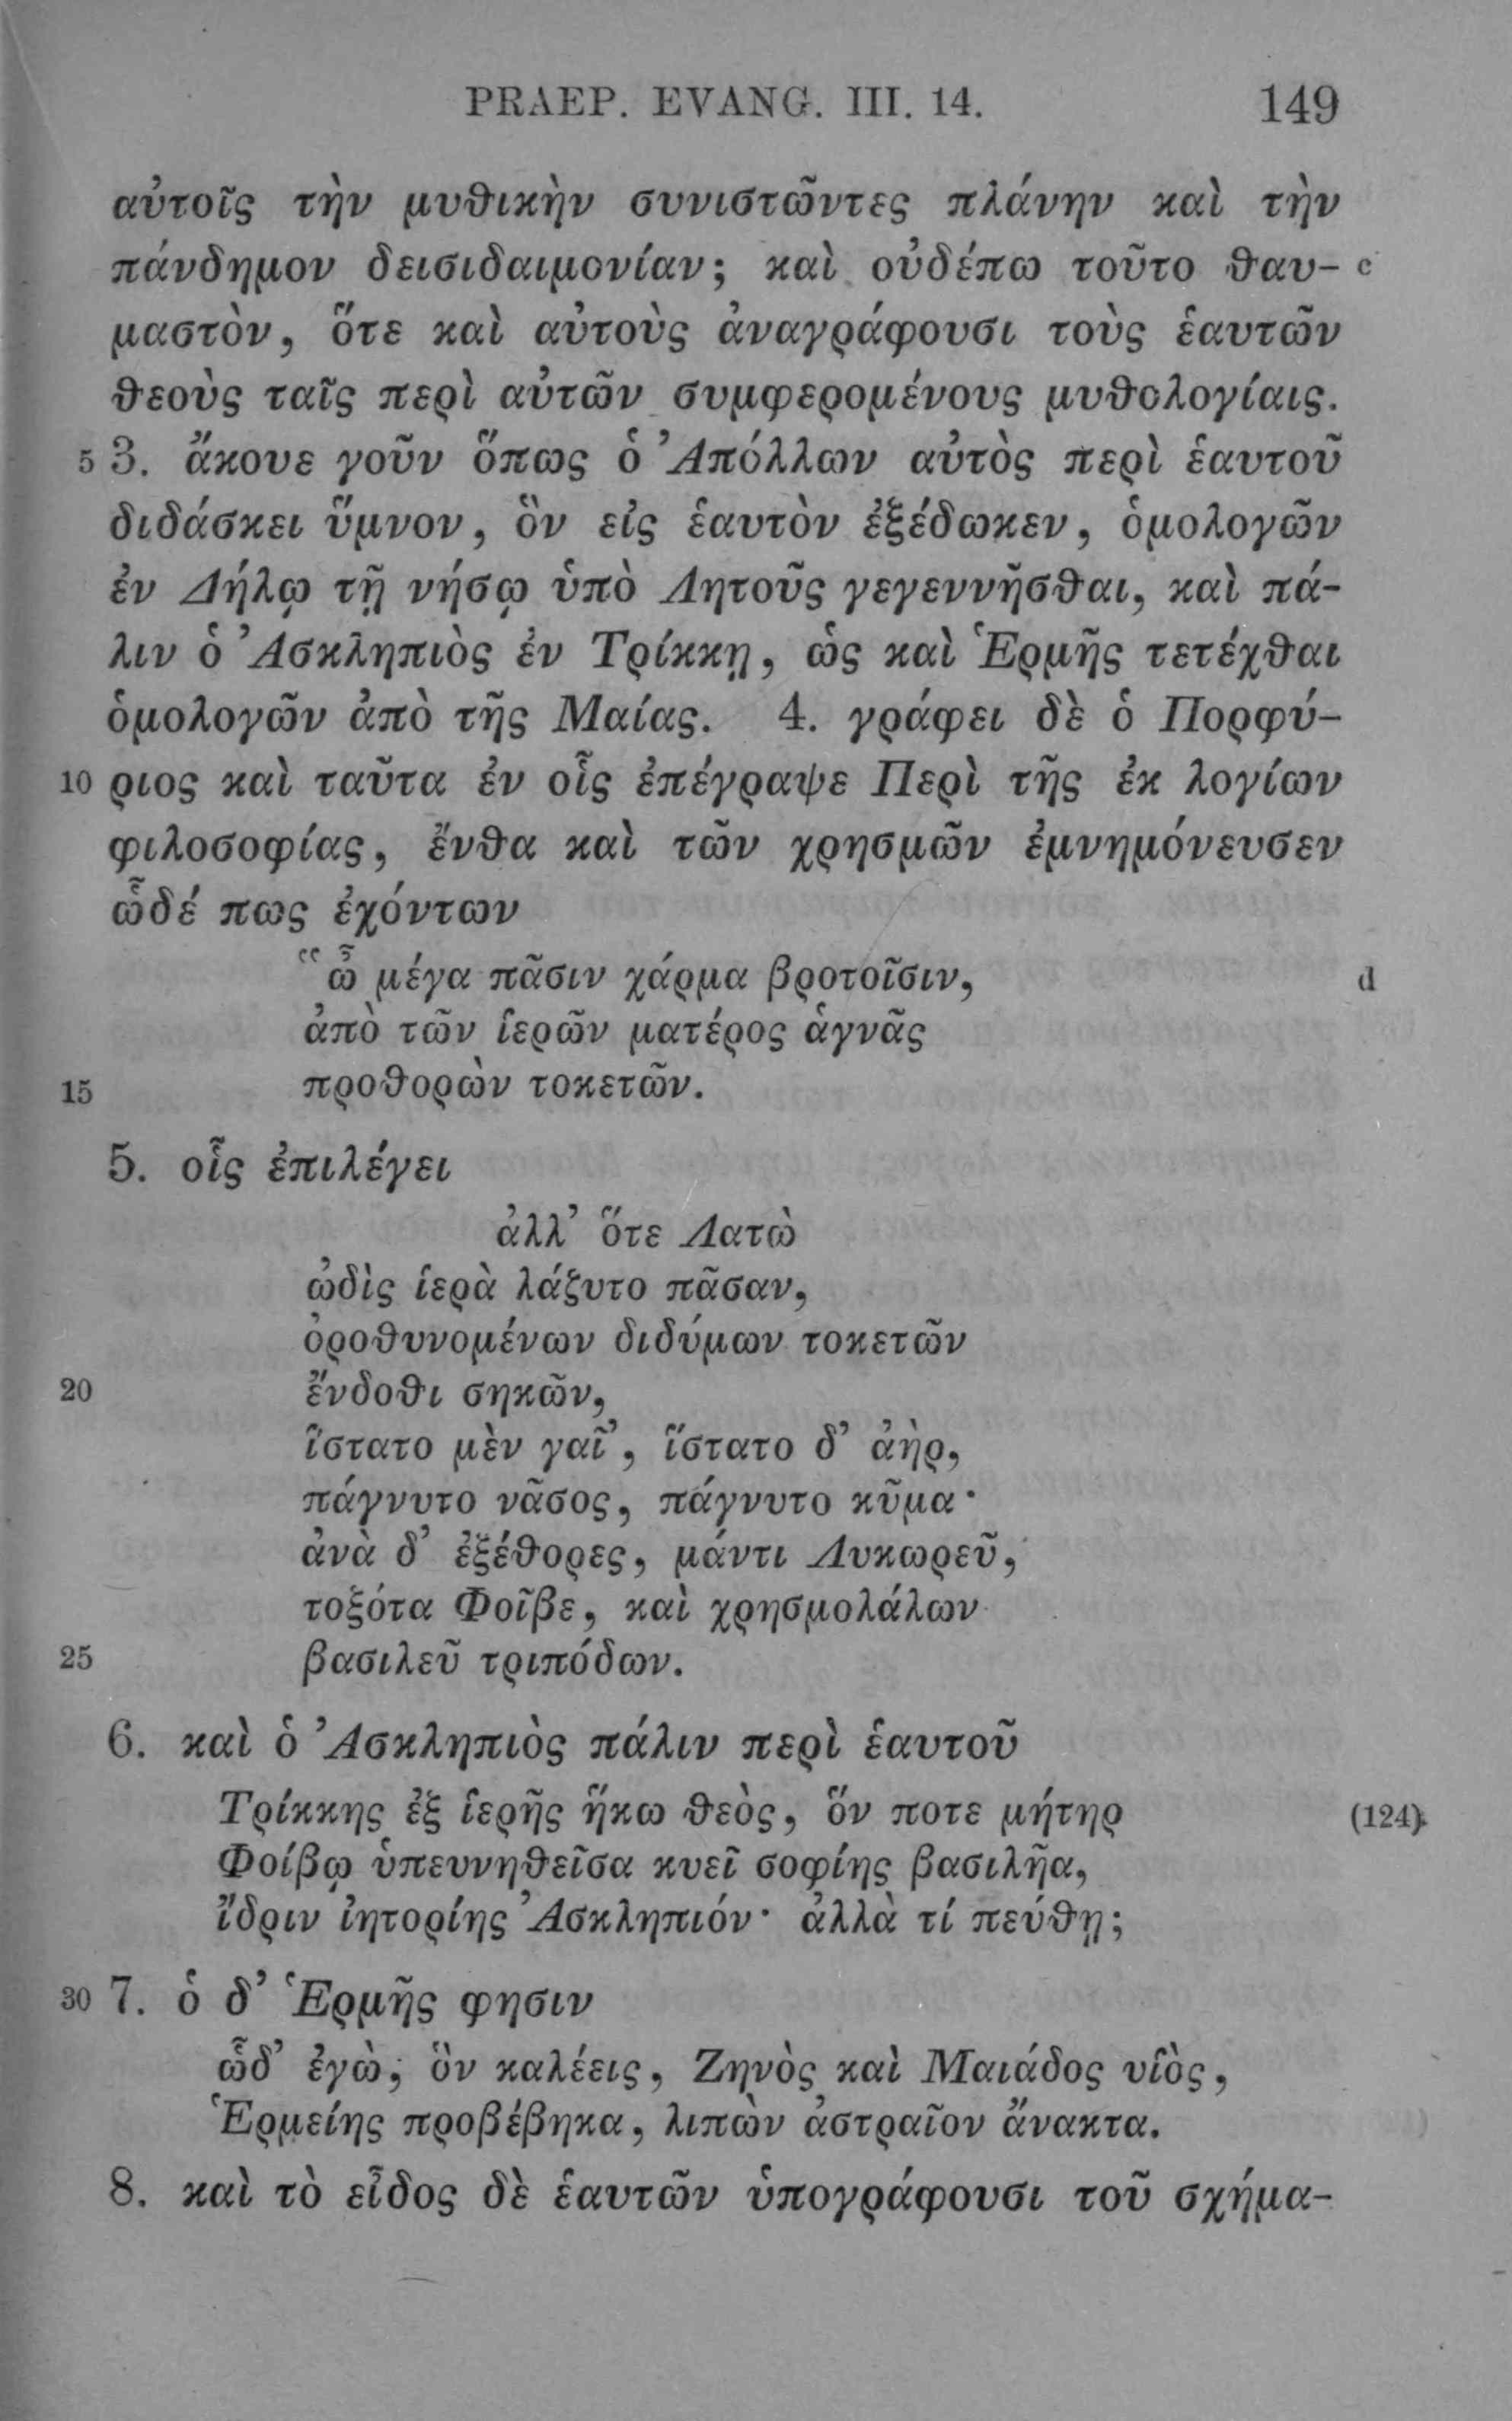 PRAEP. EVANG. III. 14. 149
αὐτοῖς τὴν μυθικὴν συνιστῶντες πλάνην καὶ τὴν
πάνδημον δεισιδαιμονίαν; καὶ οὐδέπω τοῦτο θαυ- c
μαστὸν, ὅτε καὶ αὐτοὺς ἀναγράφουσι τοὺς ἑαυτῶν
θεοὺς ταῖς περὶ αὐτῶν συμφερομένους μυθολογίαις.
5 3. ἄκουε γοῦν ὅπως ὁ Ἀπόλλων αὐτὸς περὶ ἑαυτοῦ
διδάσκει ὕμνον, ὃν εἰς ἑαυτὸν ἐξέδωκεν, ὁμολογῶν
ἐν Δήλῳ τῇ νήσῳ ὑπὸ Λητοῦς γεγεννῆσθαι, καὶ πά-
λιν ὁ Ἀσκληπιὸς ἐν Τρίκκῃ, ὡς καὶ Ἑρμῆς τετέχθαι
ὁμολογῶν ἀπὸ τῆς Μαίας. 4. γράφει δὲ ὁ Πορφύ-
10 ριος καὶ ταῦτα ἐν οἷς ἐπέγραψε Περὶ τῆς ἐκ λογίων
φιλοσοφίας, ἔνθα καὶ τῶν χρησμῶν ἐμνημόνευσεν
ὧδέ πως ἐχόντων
"ὦ μέγα πᾶσιν χάρμα βροτοῖσιν, d
ἀπὸ τῶν ἱερῶν ματέρος ἁγνᾶς
15 προθορὼν τοκετῶν.
5. οἷς ἐπιλέγει
ἀλλ’ ὅτε Λατὼ
ὠδὶς ἱερὰ λάζυτο πᾶσαν,
ὀροθυνομένων διδύμων τοκετῶν
20 ἔνδοθι σηκῶν,
ἵστατο μὲν γαῖ’, ἵστατο δ’ ἀὴρ,
πάγνυτο νᾶσος, πάγνυτο κῦμα·
ἀνὰ δ’ ἐξέθορες, μάντι Λυκωρεῦ,
τοξότα Φοῖβε, καὶ χρησμολάλων
25 βασιλεῦ τριπόδων.
6. καὶ ὁ Ἀσκληπιὸς πάλιν περὶ ἑαυτοῦ
Τρίκκης ἐξ ἱερῆς ἥκω θεὸς, ὅν ποτε μήτηρ (124)
Φοίβῳ ὑπευνηθεῖσα κυεῖ σοφίης βασιλῆα,
ἴδριν ἰητορίης Ἀσκληπιόν· ἀλλὰ τί πεύθῃ;
30 7. ὁ δ’ Ἑρμῆς φησιν
ὧδ’ ἐγὼ, ὃν καλέεις, Ζηνὸς καὶ Μαιάδος υἱὸς,
Ἑρμείης προβέβηκα, λιπὼν ἀστραῖον ἄνακτα.
8. καὶ τὸ εἶδος δὲ ἑαυτῶν ὑπογράφουσι τοῦ σχήμα-